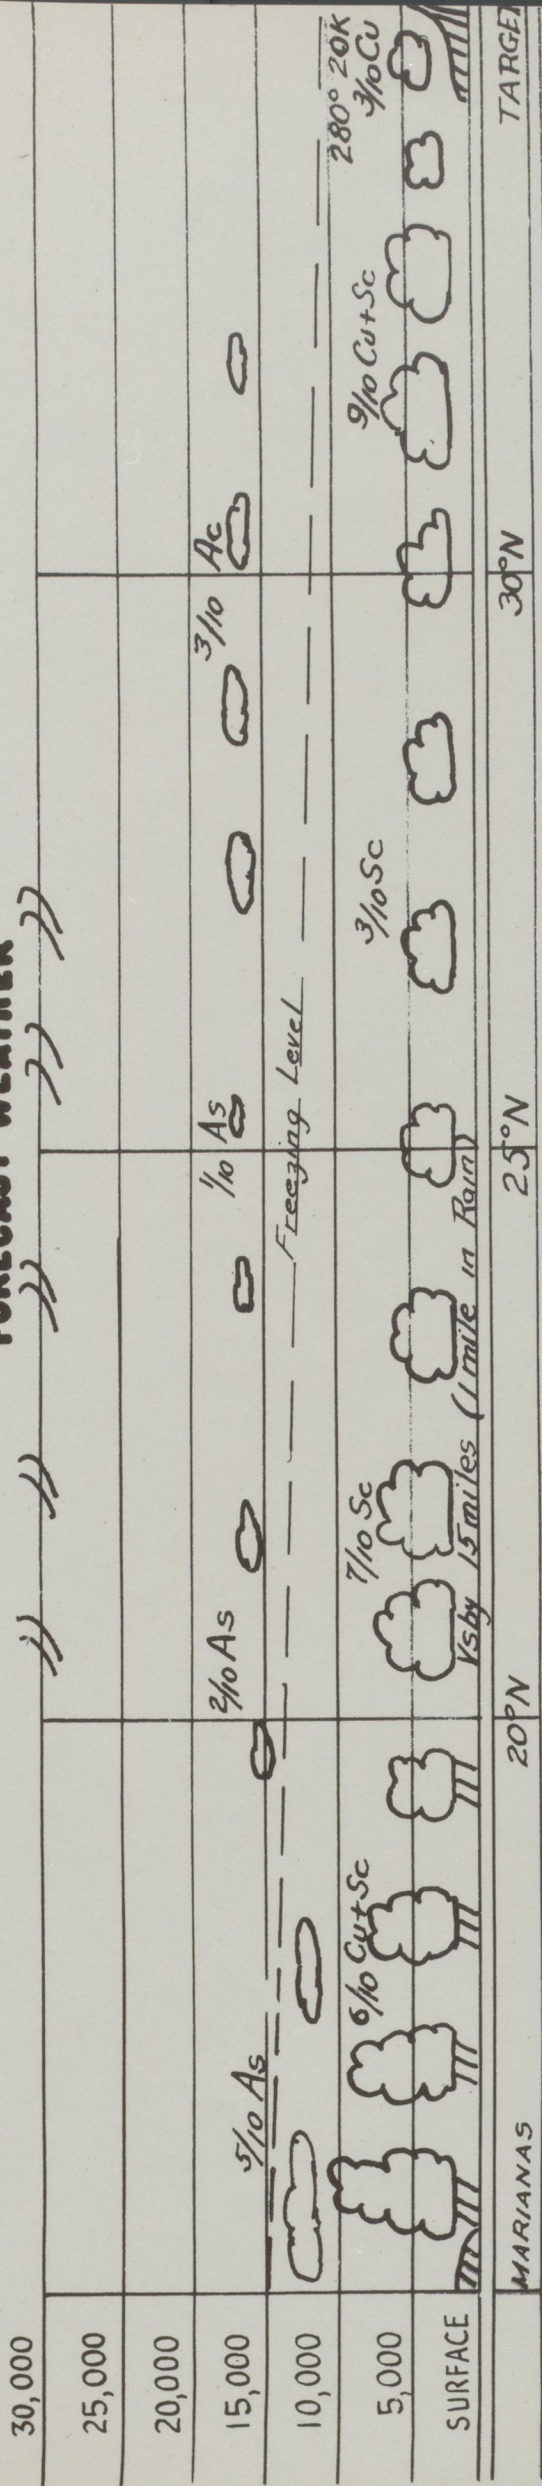 FORECAST WEATHER
30,000
25,000
20,000
15,000
10,000
5,000
SURFACE
5/10 As
2/10 As
1/10 As
3/10 Ac
Freezing Level
6/10 Cu+Sc
7/10 Sc
3/10 Sc
9/10 Cu+Sc
280° 20K
3/10 Cu
Vsby 15 miles (1 mile in Rain)
MARIANAS
20°N
25°N
30°N
TARGET